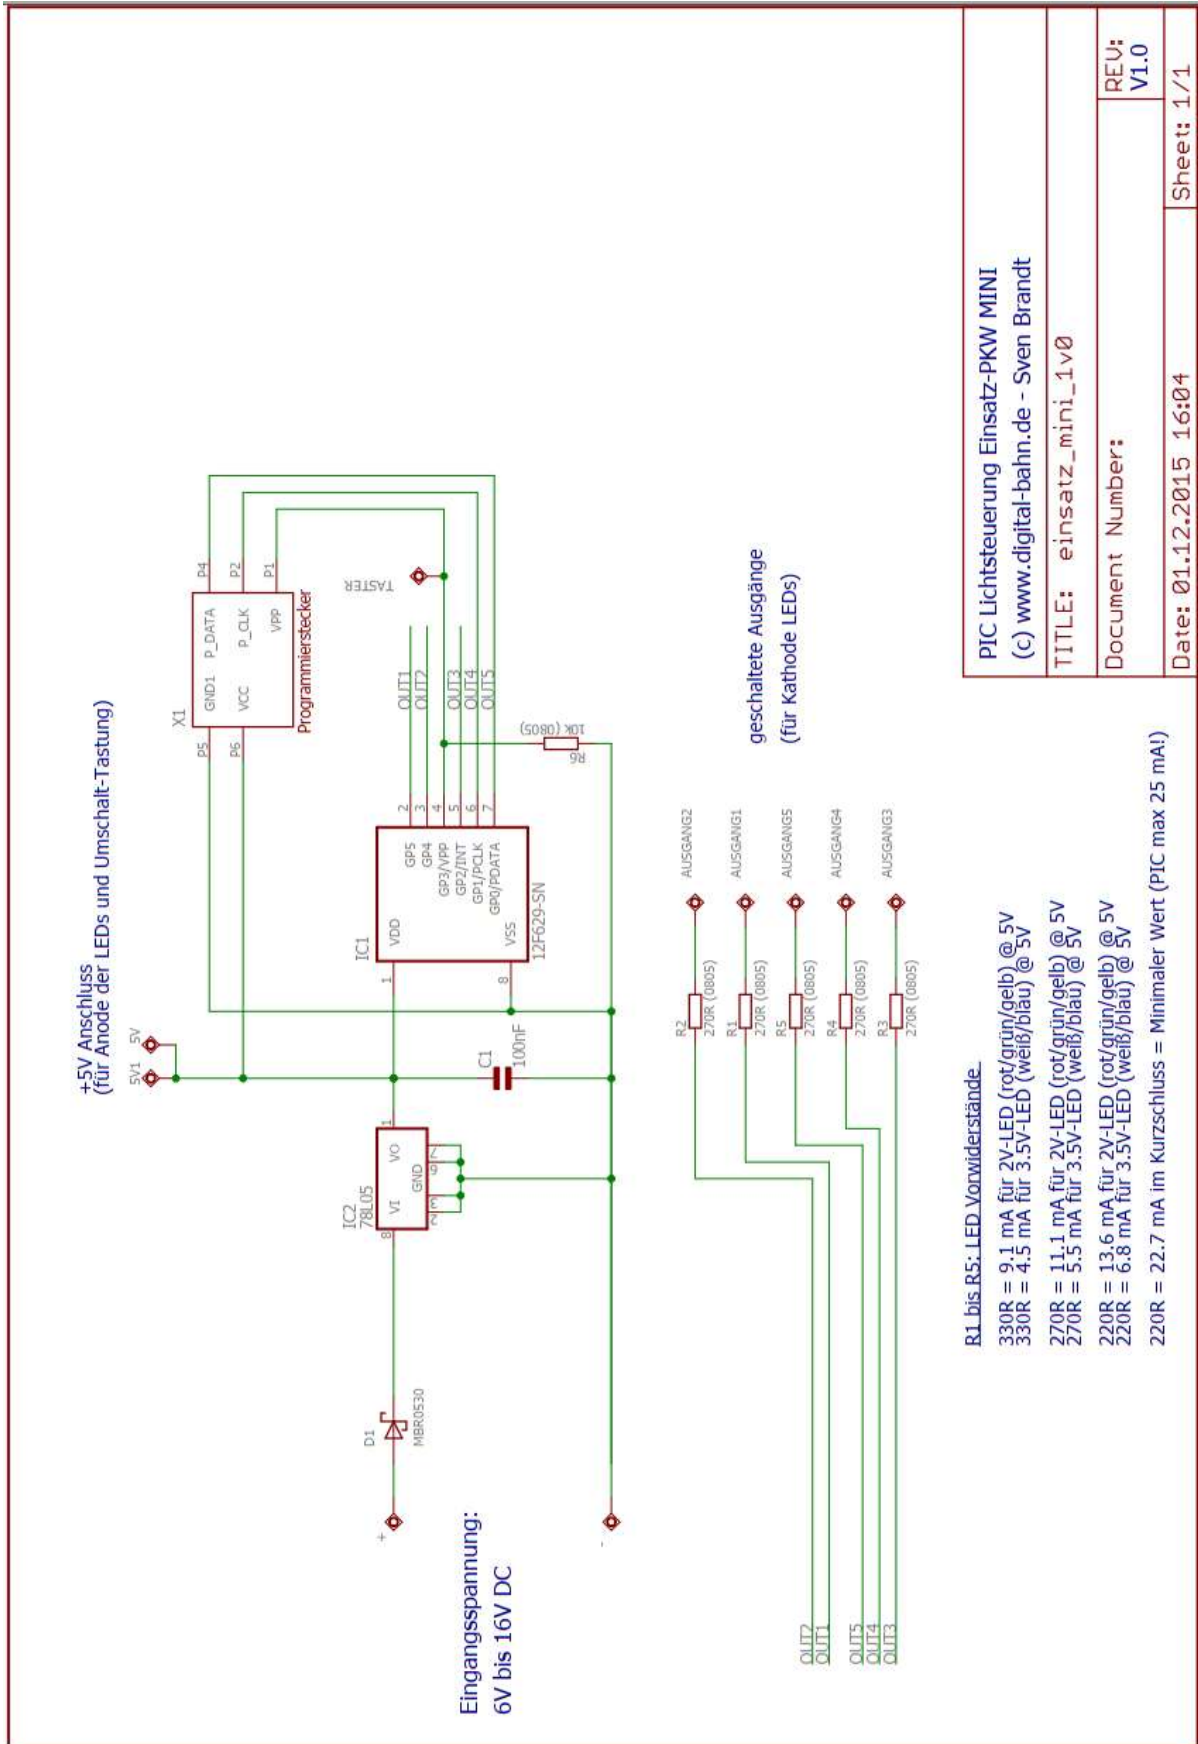 +5V Anschluss
(für Anode der LEDs und Umschalt-Tastung)
5V1
5V
X1
P5
P6
GND1
VCC
P_DATA
P_CLK
VPP
P4
P2
P1
Programmierstecker
TASTER
IC2
78L05
8
VI
VO
1
GND
2
3
6
7
IC1
1
VDD
8
VSS
GP5
GP4
GP3/VPP
GP2/INT
GP1/PCLK
GP0/PDATA
2
3
4
5
6
7
12F629-SN
OUT1
OUT2
OUT3
OUT4
OUT5
D1
MBR0530
+
-
C1
100nF
R6
10k (0805)
Eingangsspannung:
6V bis 16V DC
geschaltete Ausgänge
(für Kathode LEDs)
R2
270R (0805)
AUSGANG2
R1
270R (0805)
AUSGANG1
R5
270R (0805)
AUSGANG5
R4
270R (0805)
AUSGANG4
R3
270R (0805)
AUSGANG3
OUT2
OUT1
OUT5
OUT4
OUT3
R1 bis R5: LED Vorwiderstände
330R = 9.1 mA für 2V-LED (rot/grün/gelb) @ 5V
330R = 4.5 mA für 3.5V-LED (weiß/blau) @ 5V
270R = 11.1 mA für 2V-LED (rot/grün/gelb) @ 5V
270R = 5.5 mA für 3.5V-LED (weiß/blau) @ 5V
220R = 13.6 mA für 2V-LED (rot/grün/gelb) @ 5V
220R = 6.8 mA für 3.5V-LED (weiß/blau) @ 5V
220R = 22.7 mA im Kurzschluss = Minimaler Wert (PIC max 25 mA!)
PIC Lichtsteuerung Einsatz-PKW MINI
(c) www.digital-bahn.de - Sven Brandt
TITLE: einsatz_mini_1v0
Document Number:
REV:
V1.0
Date: 01.12.2015 16:04
Sheet: 1/1